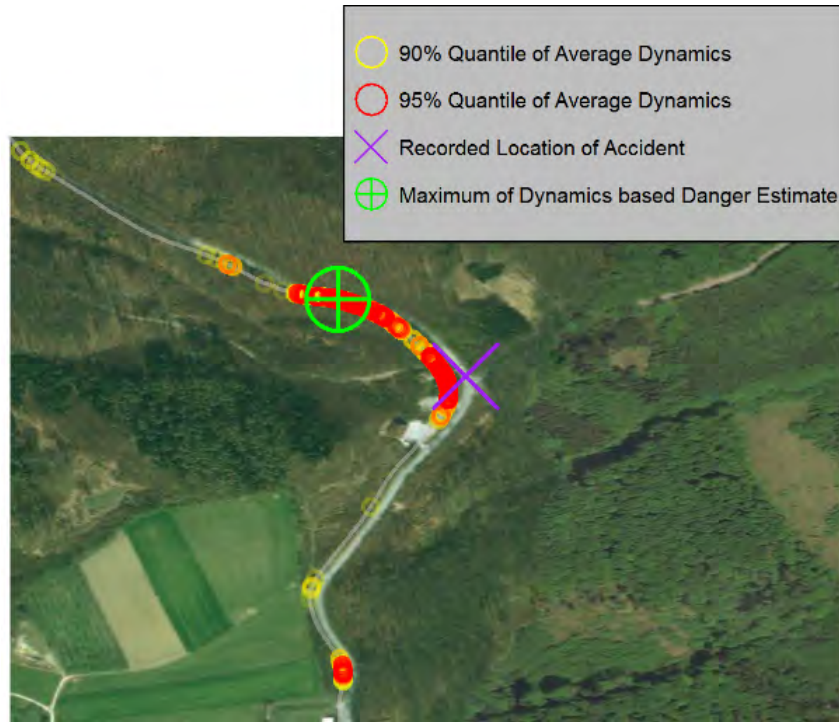 90% Quantile of Average Dynamics
95% Quantile of Average Dynamics
Recorded Location of Accident
Maximum of Dynamics based Danger Estimate